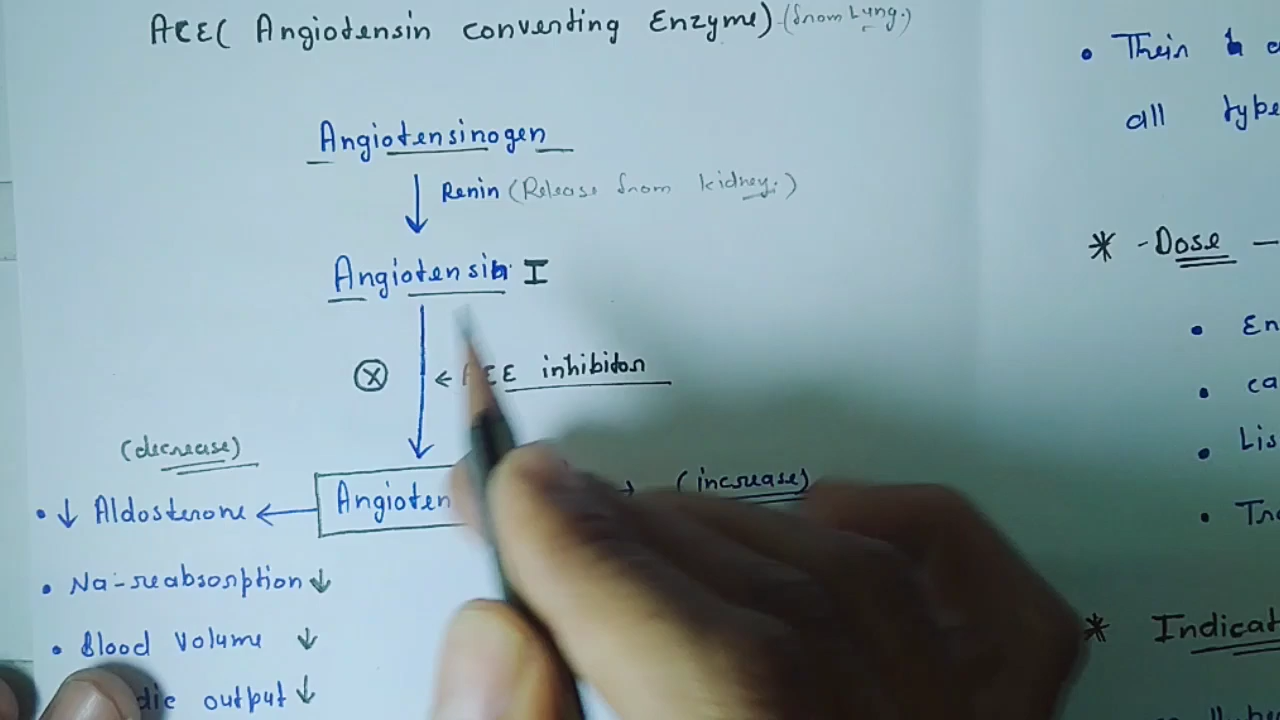 ACE( Angiotensin converting Enzyme) - (from Lung.)
Angiotensinogen
↓ Renin (Release from kidney.)
Angiotensin I
ⓧ ← ACE inhibitor
(decrease)
• ↓ Aldosterone ← Angioten → (increase)
• Na-reabsorption ↓
• Blood Volume ↓
output ↓
• Their
all type
* - Dose -
• En
• Ca
• Lis
• Tra
* Indicat